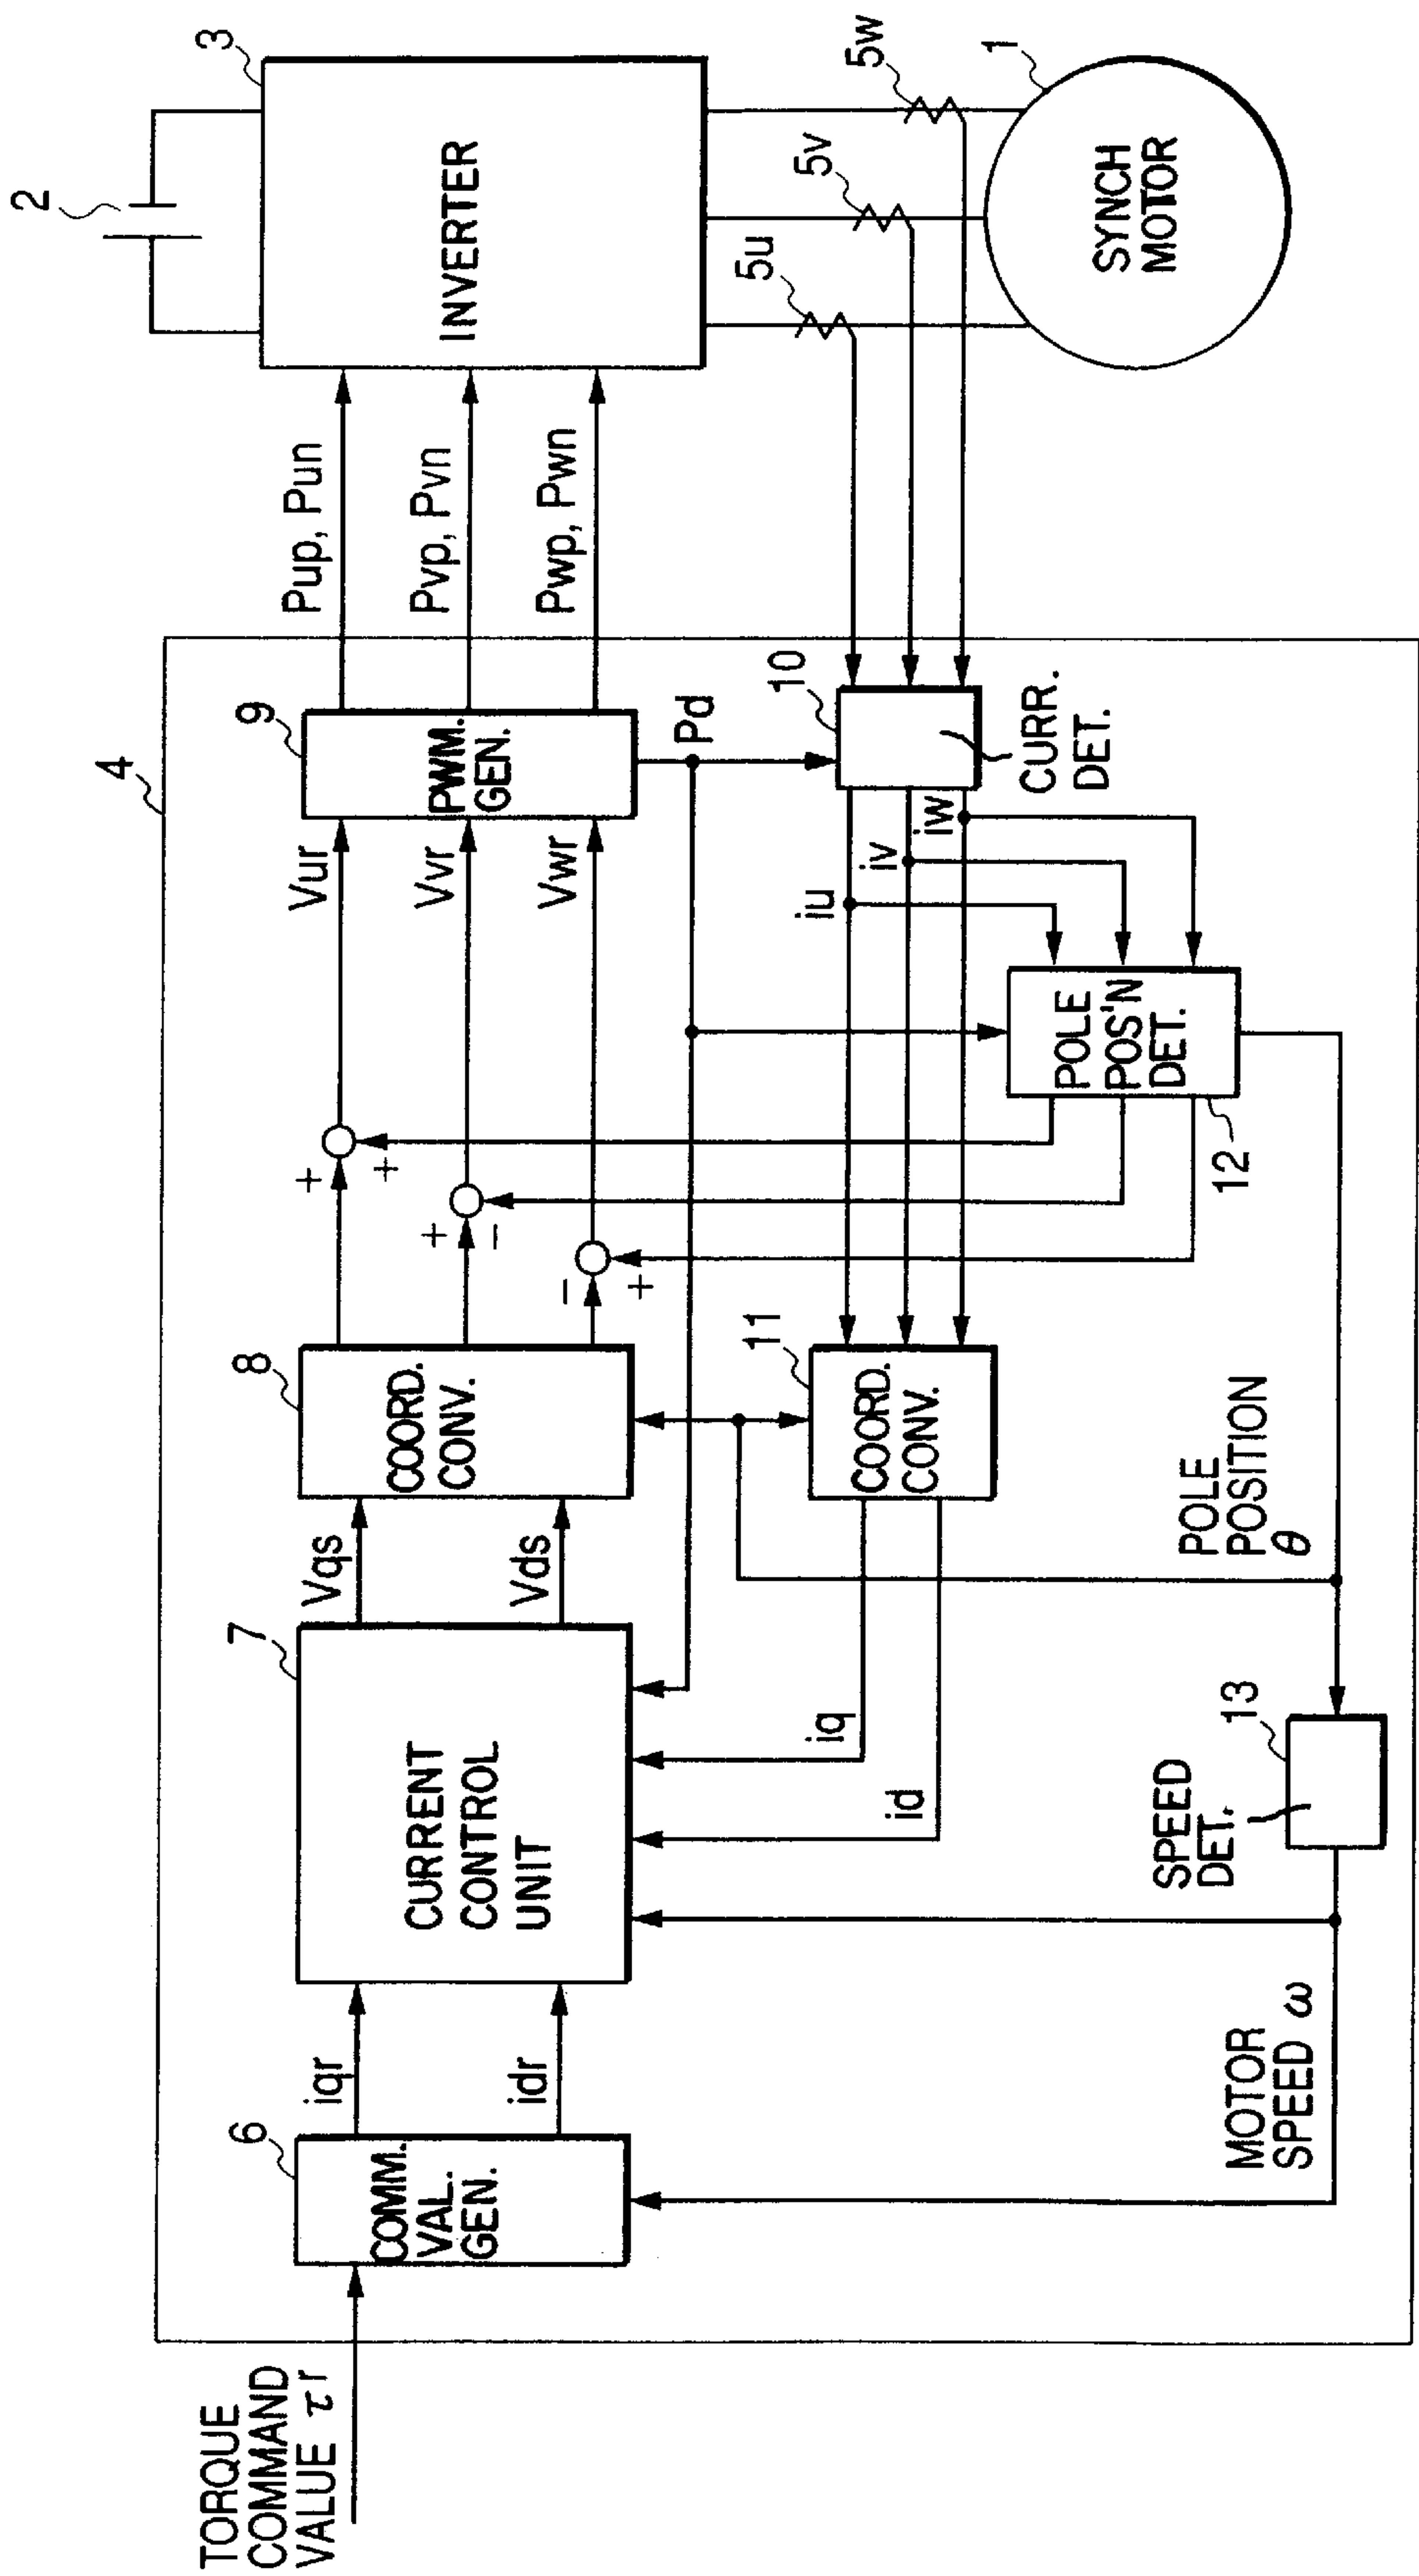 TORQUE
COMMAND
VALUE τr
4
6
COMM.
VAL.
GEN.
iqr
idr
7
CURRENT
CONTROL
UNIT
Vqs
Vds
8
COORD.
CONV.
+
+
+
−
−
+
Vur
Vvr
Vwr
9
PWM.
GEN.
Pd
Pup, Pun
Pvp, Pvn
Pwp, Pwn
2
3
INVERTER
5u
5v
5w
1
SYNCH
MOTOR
10
CURR.
DET.
iu
iv
iw
11
COORD.
CONV.
iq
id
POLE
POS'N
DET.
12
POLE
POSITION
θ
13
SPEED
DET.
MOTOR
SPEED ω